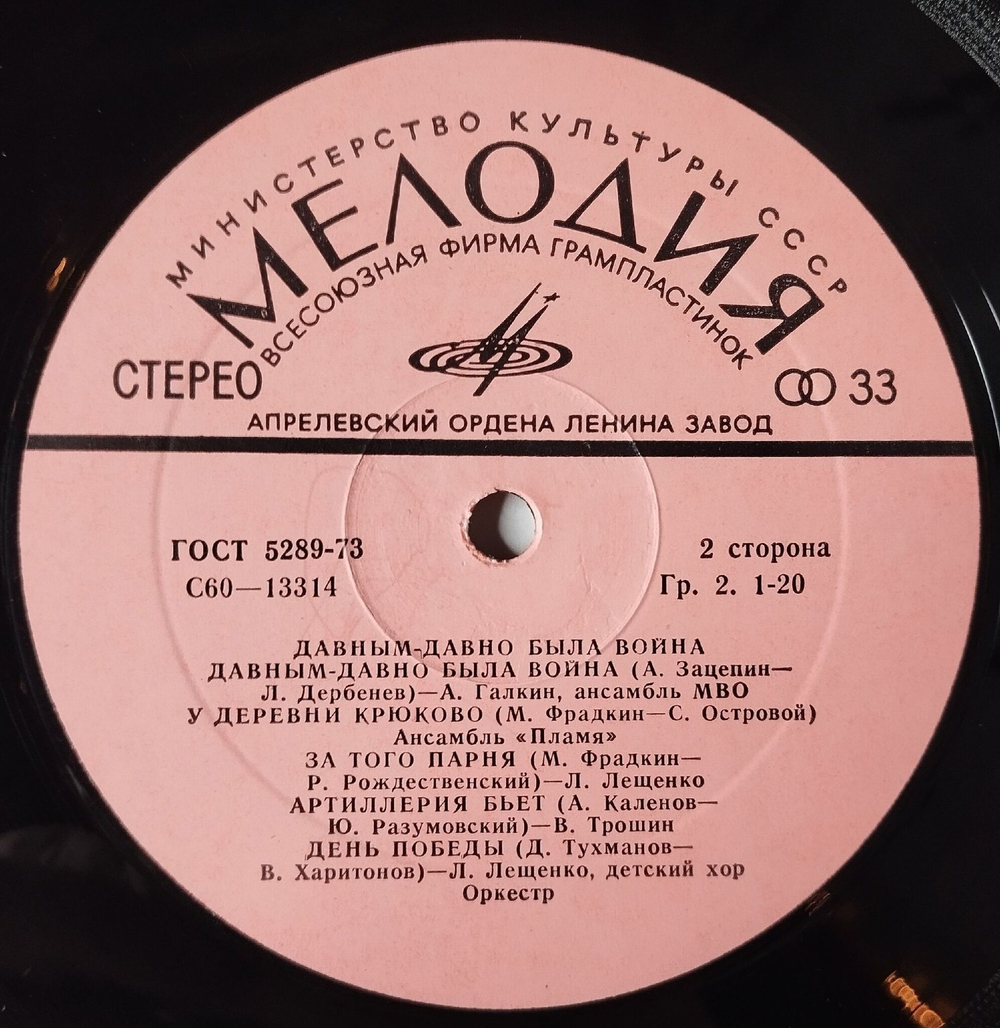 МИНИСТЕРСТВО КУЛЬТУРЫ СССР
МЕЛОДИЯ
ВСЕСОЮЗНАЯ ФИРМА ГРАМПЛАСТИНОК
СТЕРЕО
33
АПРЕЛЕВСКИЙ ОРДЕНА ЛЕНИНА ЗАВОД
ГОСТ 5289-73
2 сторона
С60—13314
Гр. 2. 1-20
ДАВНЫМ-ДАВНО БЫЛА ВОЙНА
ДАВНЫМ-ДАВНО БЫЛА ВОЙНА (А. Зацепин—
Л. Дербенев)—А. Галкин, ансамбль МВО
У ДЕРЕВНИ КРЮКОВО (М. Фрадкин—С. Островой)
Ансамбль «Пламя»
ЗА ТОГО ПАРНЯ (М. Фрадкин—
Р. Рождественский)—Л. Лещенко
АРТИЛЛЕРИЯ БЬЕТ (А. Каленов—
Ю. Разумовский)—В. Трошин
ДЕНЬ ПОБЕДЫ (Д. Тухманов—
В. Харитонов)—Л. Лещенко, детский хор
Оркестр